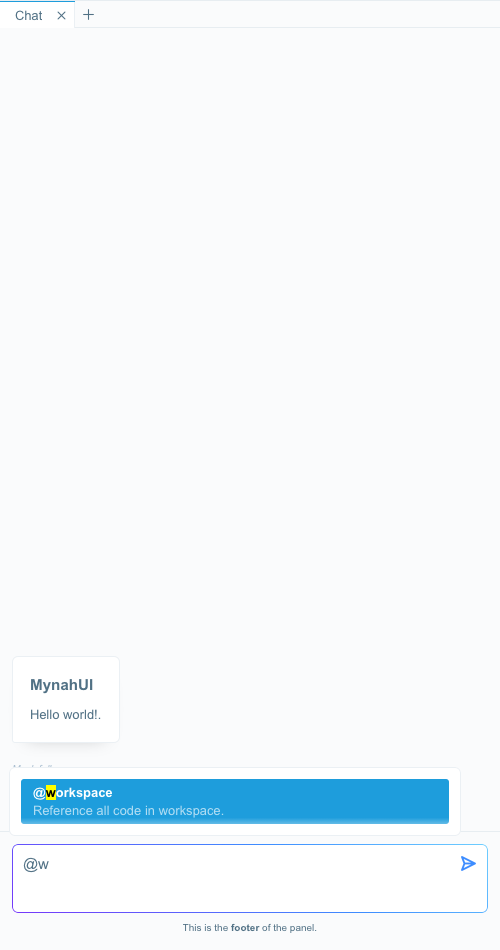 Chat
MynahUI
Hello world!.
@workspace
Reference all code in workspace.
@w
This is the footer of the panel.